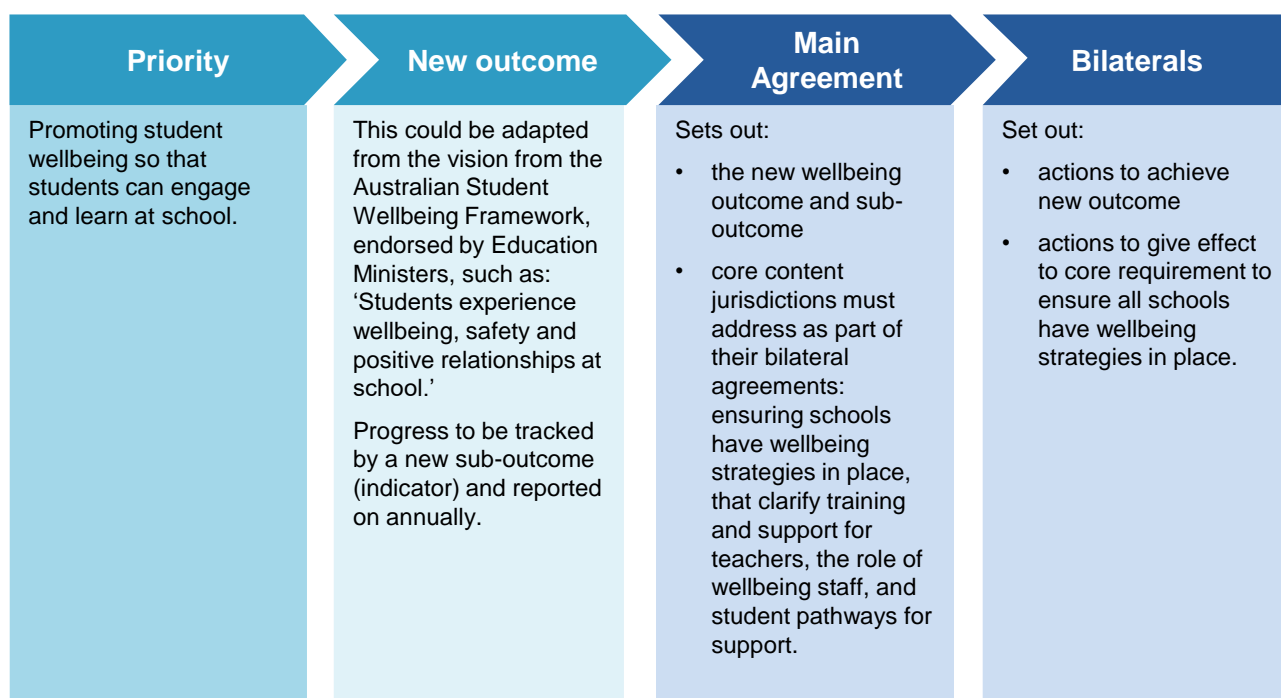 Priority
New outcome
Main
Agreement
Bilaterals
Promoting student
wellbeing so that
students can engage
and learn at school.
This could be adapted
from the vision from the
Australian Student
Wellbeing Framework,
endorsed by Education
Ministers, such as:
‘Students experience
wellbeing, safety and
positive relationships at
school.’
Progress to be tracked
by a new sub-outcome
(indicator) and reported
on annually.
Sets out:
• the new wellbeing
outcome and sub-
outcome
• core content
jurisdictions must
address as part of
their bilateral
agreements:
ensuring schools
have wellbeing
strategies in place,
that clarify training
and support for
teachers, the role of
wellbeing staff, and
student pathways for
support.
Set out:
• actions to achieve
new outcome
• actions to give effect
to core requirement to
ensure all schools
have wellbeing
strategies in place.